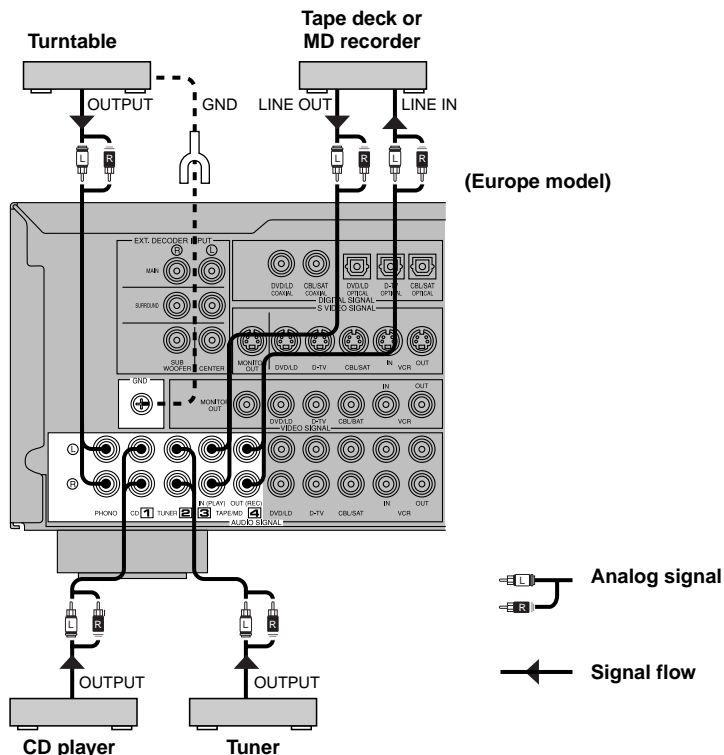 Turntable
Tape deck or
MD recorder
OUTPUT
GND
LINE OUT
LINE IN
L R
L R
L R
(Europe model)
EXT. DECODER INPUT
R L
MAIN
SURROUND
SUB
WOOFER
CENTER
DVD/LD
COAXIAL
CBL/SAT
COAXIAL
DVD/LD
OPTICAL
D-TV
OPTICAL
CBL/SAT
OPTICAL
DIGITAL SIGNAL
S VIDEO SIGNAL
MONITOR
OUT
DVD/LD
D-TV
CBL/SAT
IN
VCR
OUT
GND
MONITOR
OUT
DVD/LD
D-TV
CBL/BAT
IN
VCR
OUT
VIDEO SIGNAL
L
R
PHONO
CD 1
TUNER 2
3
IN (PLAY)
TAPE/MD
OUT (REC)
4
DVD/LD
D-TV
CBL/SAT
IN
VCR
OUT
AUDIO SIGNAL
L R
L R
OUTPUT
OUTPUT
CD player
Tuner
L
R
Analog signal
Signal flow